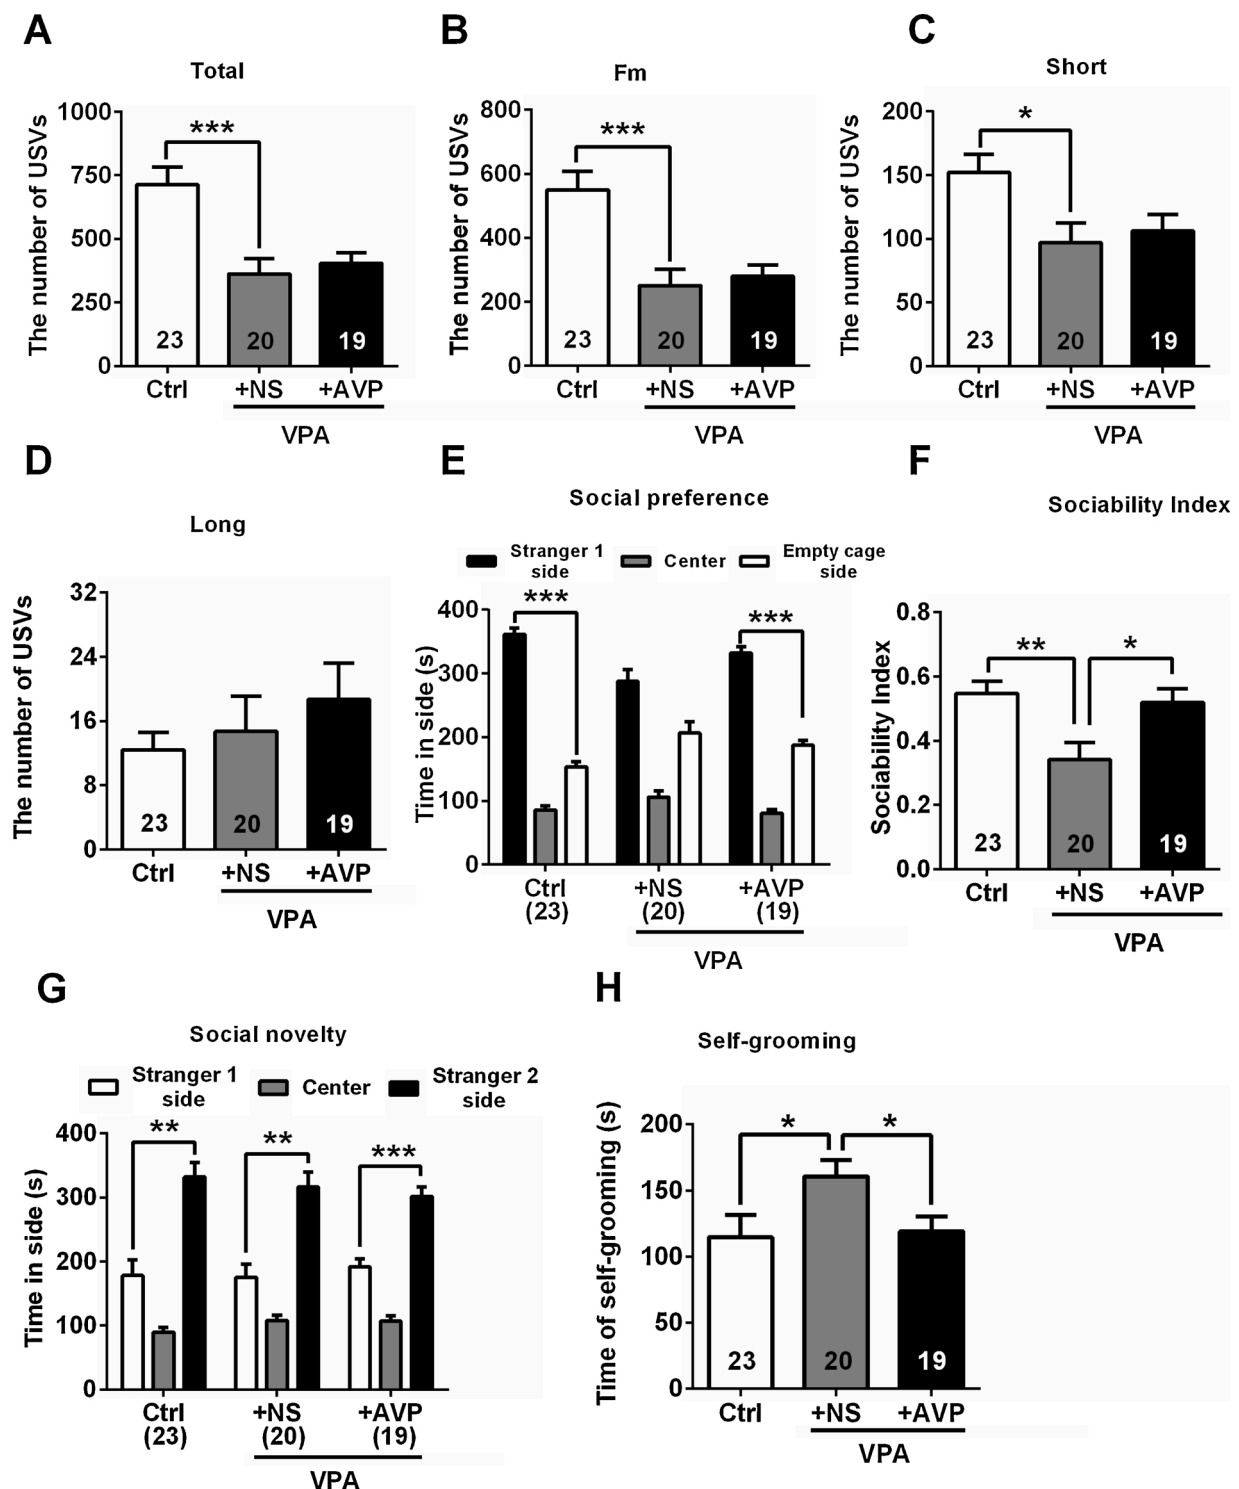 A
Total
The number of USVs
1000
750
500
250
0
***
23
20
19
Ctrl
+NS
+AVP
VPA
B
Fm
The number of USVs
800
600
400
200
0
***
23
20
19
Ctrl
+NS
+AVP
VPA
C
Short
The number of USVs
200
150
100
50
0
*
23
20
19
Ctrl
+NS
+AVP
VPA
D
Long
The number of USVs
32
24
16
8
0
23
20
19
Ctrl
+NS
+AVP
VPA
E
Social preference
Stranger 1
side
Center
Empty cage
side
Time in side (s)
400
300
200
100
0
***
***
Ctrl
(23)
+NS
(20)
+AVP
(19)
VPA
F
Sociability Index
Sociability Index
0.8
0.6
0.4
0.2
0.0
**
*
23
20
19
Ctrl
+NS
+AVP
VPA
G
Social novelty
Stranger 1
side
Center
Stranger 2
side
Time in side (s)
400
300
200
100
0
**
**
***
Ctrl
(23)
+NS
(20)
+AVP
(19)
VPA
H
Self-grooming
Time of self-grooming (s)
200
150
100
50
0
*
*
23
20
19
Ctrl
+NS
+AVP
VPA